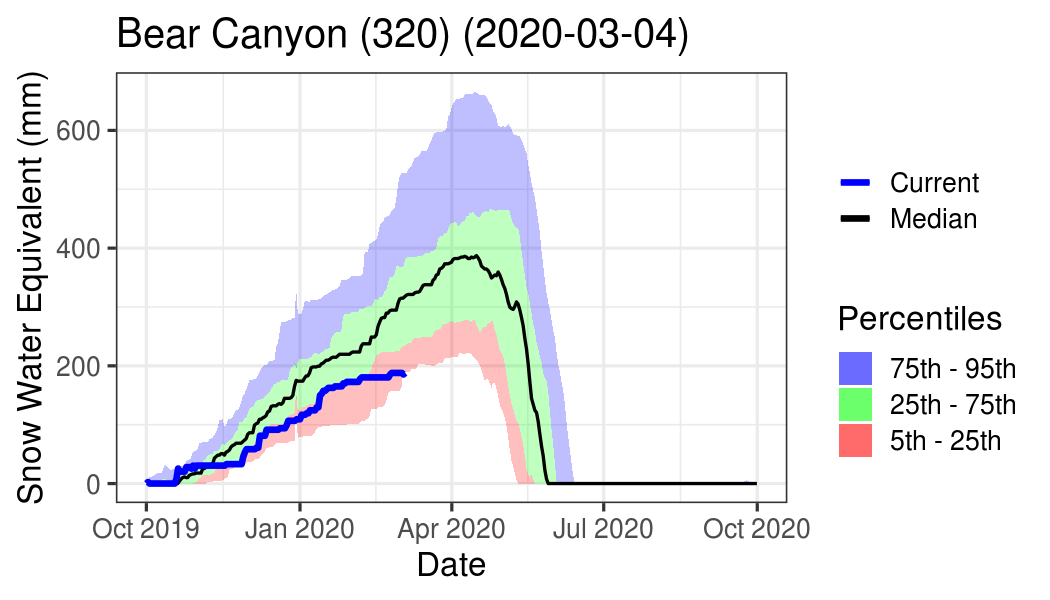 Bear Canyon (320) (2020-03-04)
Snow Water Equivalent (mm)
600
400
200
0
Oct 2019
Jan 2020
Apr 2020
Jul 2020
Oct 2020
Date
Current
Median
Percentiles
75th - 95th
25th - 75th
5th - 25th